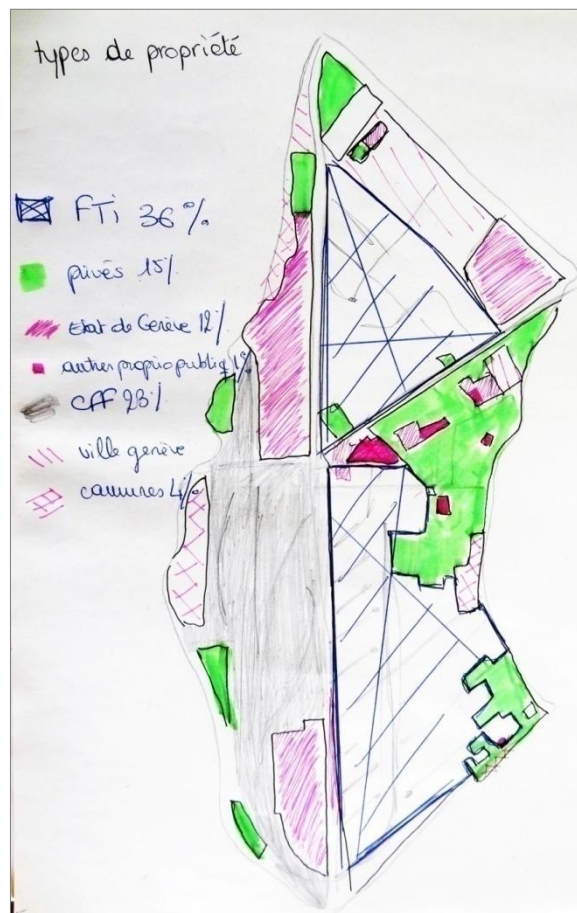 types de propriété
FTi 36%
privés 15%
Etat de Genève 12%
autres proprio publiq 1%
CFF 23%
ville genève
communes 4%